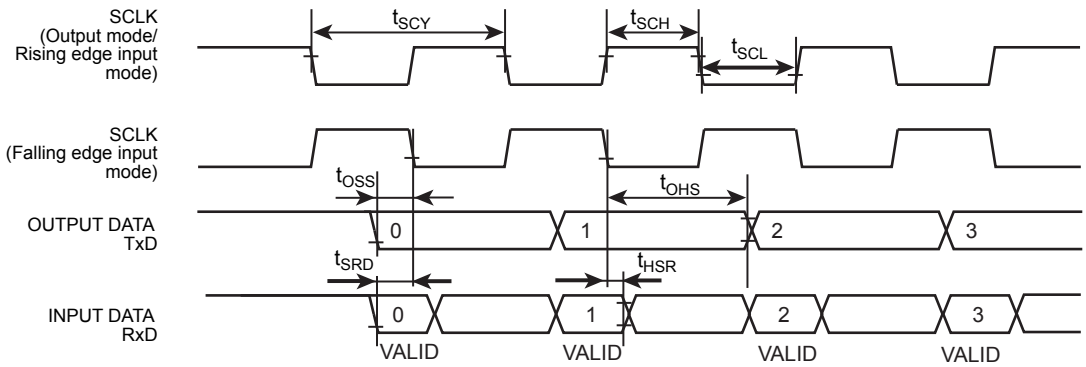 SCLK
(Output mode/
Rising edge input
mode)
tSCY
tSCH
tSCL
SCLK
(Falling edge input
mode)
tOSS
tOHS
OUTPUT DATA
TxD
0
1
2
3
tSRD
tHSR
INPUT DATA
RxD
0
1
2
3
VALID
VALID
VALID
VALID